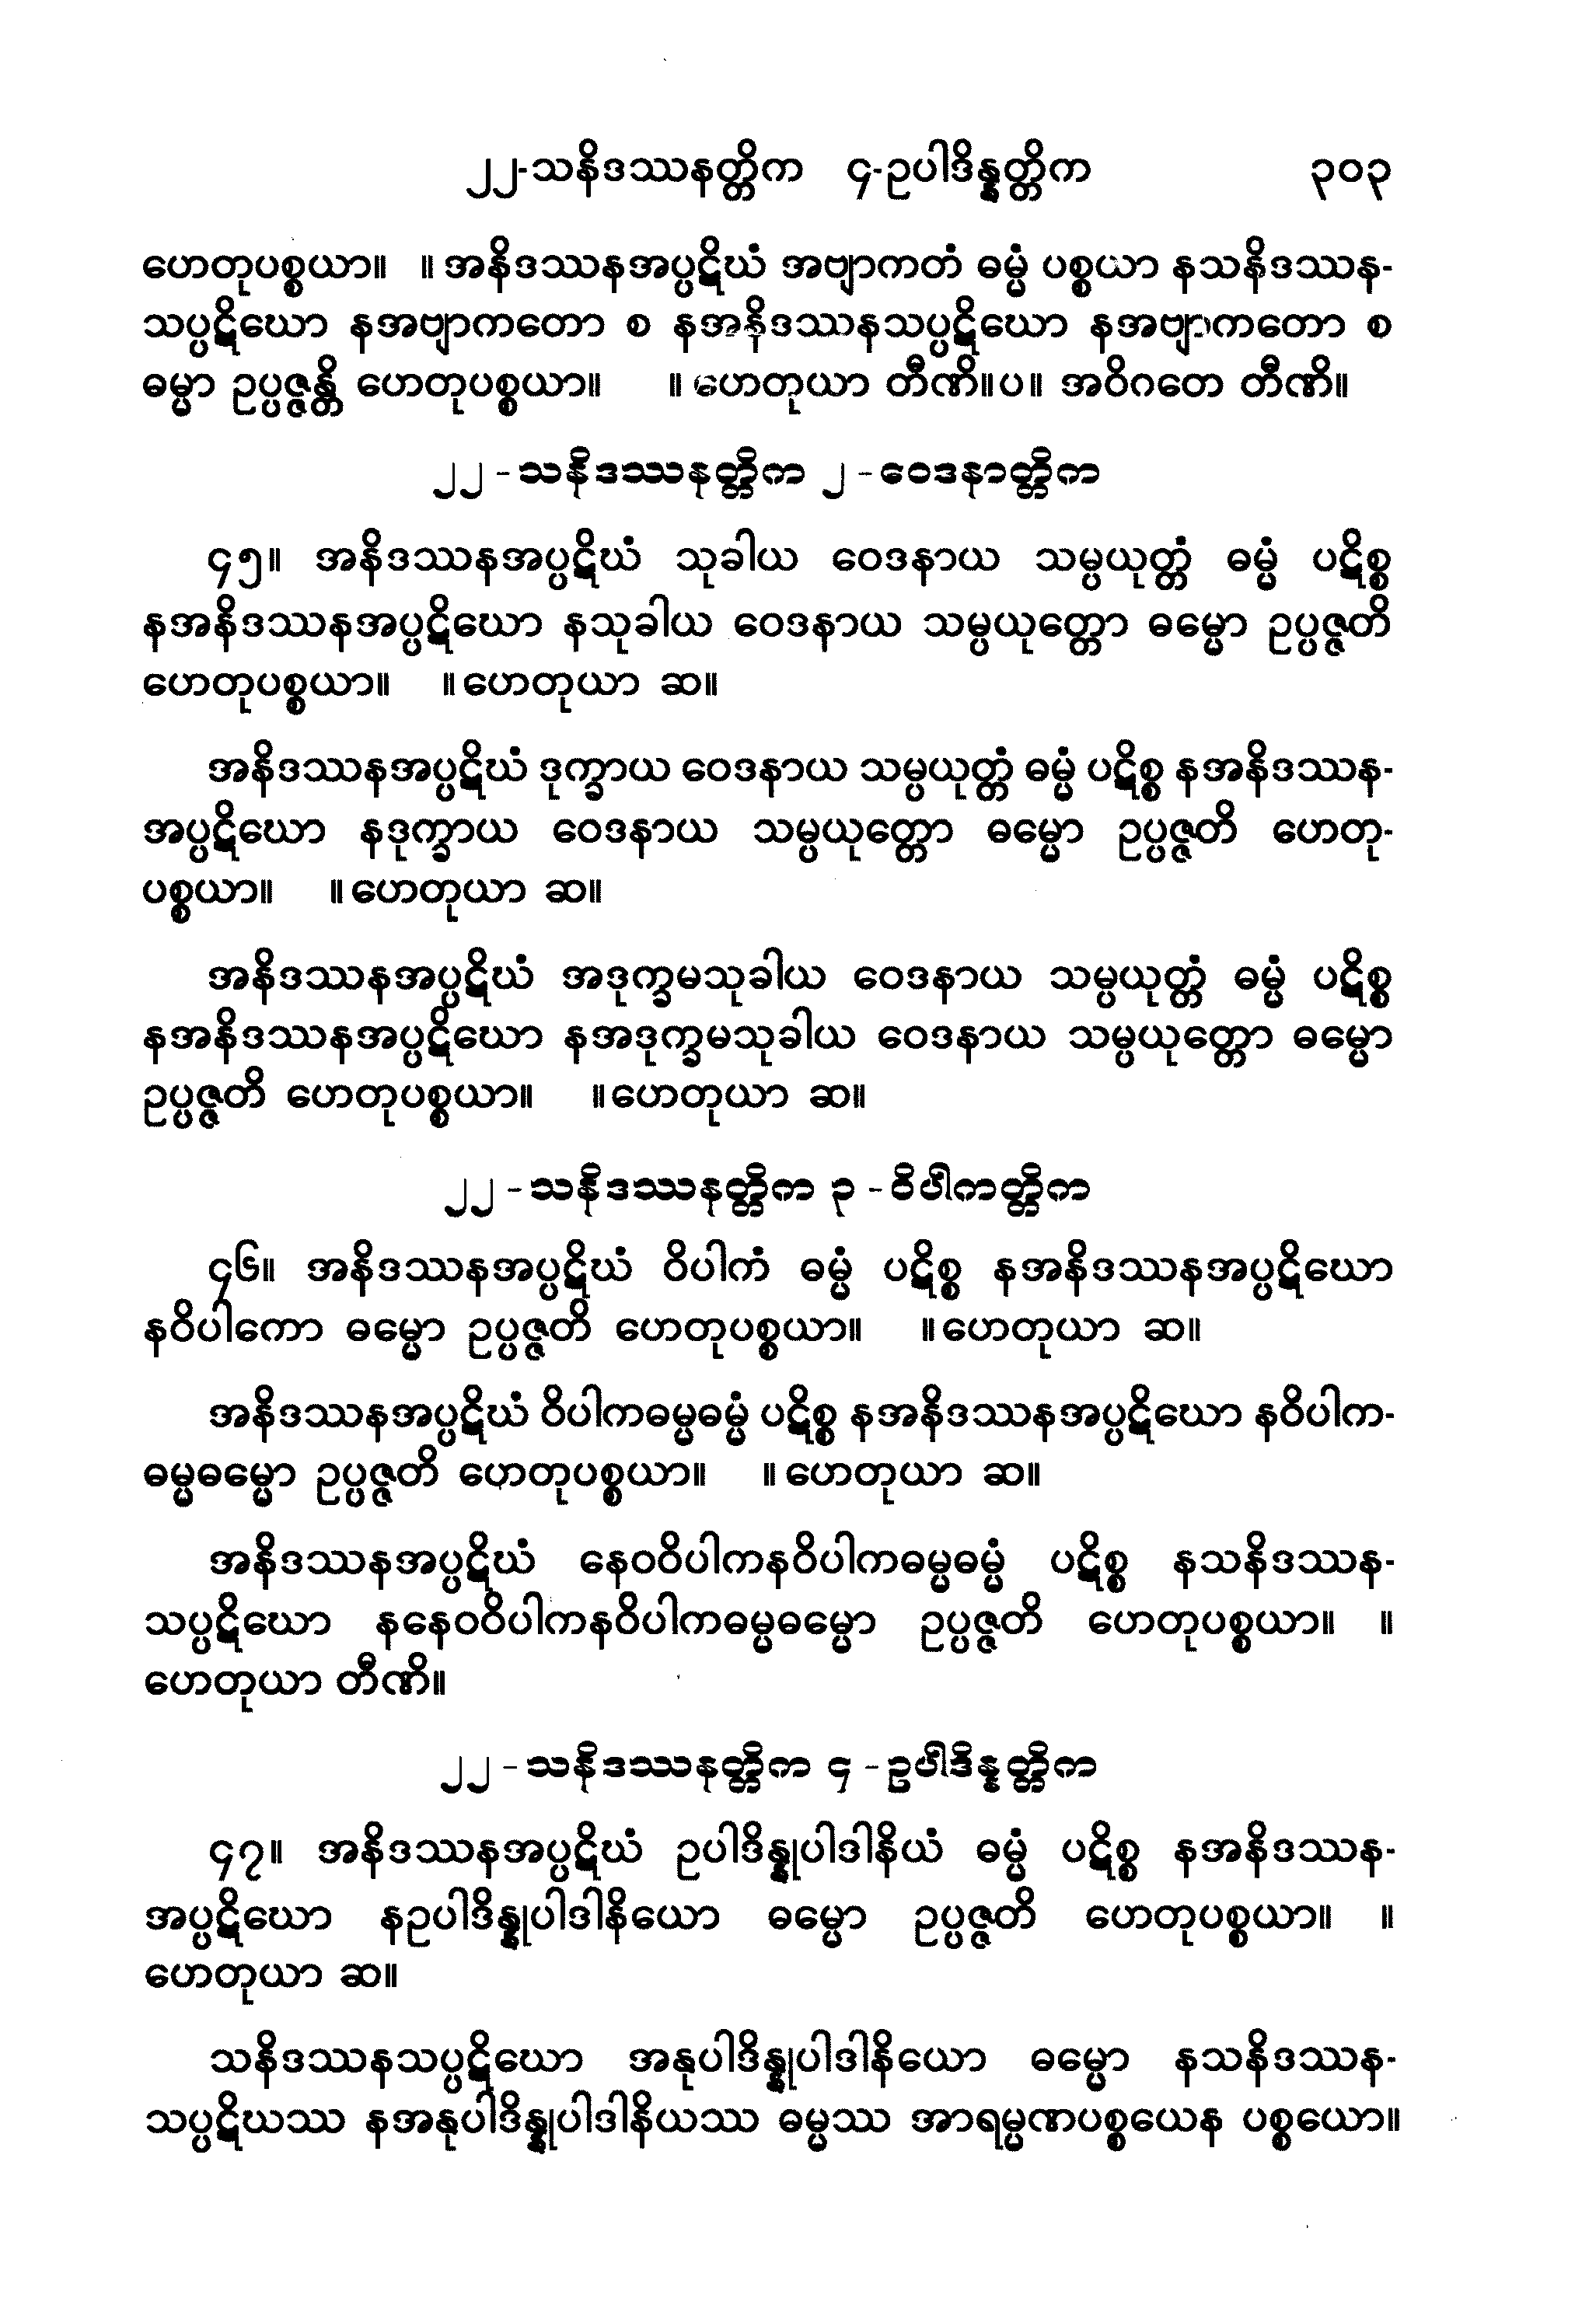 ၂၂-သနိဒဿနတ္တိက ၄-ဥပါဒိန္နတ္တိက ၃၀၃
ဟေတုပစ္စယာ။ ။ အနိဒဿနအပ္ပဋိဃံ အဗျာကတံ ဓမ္မံ ပစ္စယာ နသနိဒဿန-
သပ္ပဋိဃော နအဗျာကတော စ နအနိဒဿနသပ္ပဋိဃော နအဗျာကတော စ
ဓမ္မာ ဥပ္ပဇ္ဇန္တိ ဟေတုပစ္စယာ။ ။ ဟေတုယာ တီဏိ။ပ။ အဝိဂတေ တီဏိ။
၂၂ - သနိဒဿနတ္တိက ၂ - ဝေဒနာတ္တိက
၄၅။ အနိဒဿနအပ္ပဋိဃံ သုခါယ ဝေဒနာယ သမ္ပယုတ္တံ ဓမ္မံ ပဋိစ္စ
နအနိဒဿနအပ္ပဋိဃော နသုခါယ ဝေဒနာယ သမ္ပယုတ္တော ဓမ္မော ဥပ္ပဇ္ဇတိ
ဟေတုပစ္စယာ။ ။ ဟေတုယာ ဆ။
အနိဒဿနအပ္ပဋိဃံ ဒုက္ခာယ ဝေဒနာယ သမ္ပယုတ္တံ ဓမ္မံ ပဋိစ္စ နအနိဒဿန-
အပ္ပဋိဃော နဒုက္ခာယ ဝေဒနာယ သမ္ပယုတ္တော ဓမ္မော ဥပ္ပဇ္ဇတိ ဟေတု-
ပစ္စယာ။ ။ ဟေတုယာ ဆ။
အနိဒဿနအပ္ပဋိဃံ အဒုက္ခမသုခါယ ဝေဒနာယ သမ္ပယုတ္တံ ဓမ္မံ ပဋိစ္စ
နအနိဒဿနအပ္ပဋိဃော နအဒုက္ခမသုခါယ ဝေဒနာယ သမ္ပယုတ္တော ဓမ္မော
ဥပ္ပဇ္ဇတိ ဟေတုပစ္စယာ။ ။ ဟေတုယာ ဆ။
၂၂ - သနိဒဿနတ္တိက ၃ - ဝိပါကတ္တိက
၄၆။ အနိဒဿနအပ္ပဋိဃံ ဝိပါကံ ဓမ္မံ ပဋိစ္စ နအနိဒဿနအပ္ပဋိဃော
နဝိပါကော ဓမ္မော ဥပ္ပဇ္ဇတိ ဟေတုပစ္စယာ။ ။ ဟေတုယာ ဆ။
အနိဒဿနအပ္ပဋိဃံ ဝိပါကဓမ္မဓမ္မံ ပဋိစ္စ နအနိဒဿနအပ္ပဋိဃော နဝိပါက-
ဓမ္မဓမ္မော ဥပ္ပဇ္ဇတိ ဟေတုပစ္စယာ။ ။ ဟေတုယာ ဆ။
အနိဒဿနအပ္ပဋိဃံ နေဝဝိပါကနဝိပါကဓမ္မဓမ္မံ ပဋိစ္စ နသနိဒဿန-
သပ္ပဋိဃော နနေဝဝိပါကနဝိပါကဓမ္မဓမ္မော ဥပ္ပဇ္ဇတိ ဟေတုပစ္စယာ။ ။
ဟေတုယာ တီဏိ။
၂၂ - သနိဒဿနတ္တိက ၄ - ဥပါဒိန္နတ္တိက
၄၇။ အနိဒဿနအပ္ပဋိဃံ ဥပါဒိန္နုပါဒါနိယံ ဓမ္မံ ပဋိစ္စ နအနိဒဿန-
အပ္ပဋိဃော နဥပါဒိန္နုပါဒါနိယော ဓမ္မော ဥပ္ပဇ္ဇတိ ဟေတုပစ္စယာ။ ။
ဟေတုယာ ဆ။
သနိဒဿနသပ္ပဋိဃော အနုပါဒိန္နုပါဒါနိယော ဓမ္မော နသနိဒဿန-
သပ္ပဋိဃဿ နအနုပါဒိန္နုပါဒါနိယဿ ဓမ္မဿ အာရမ္မဏပစ္စယေန ပစ္စယော။